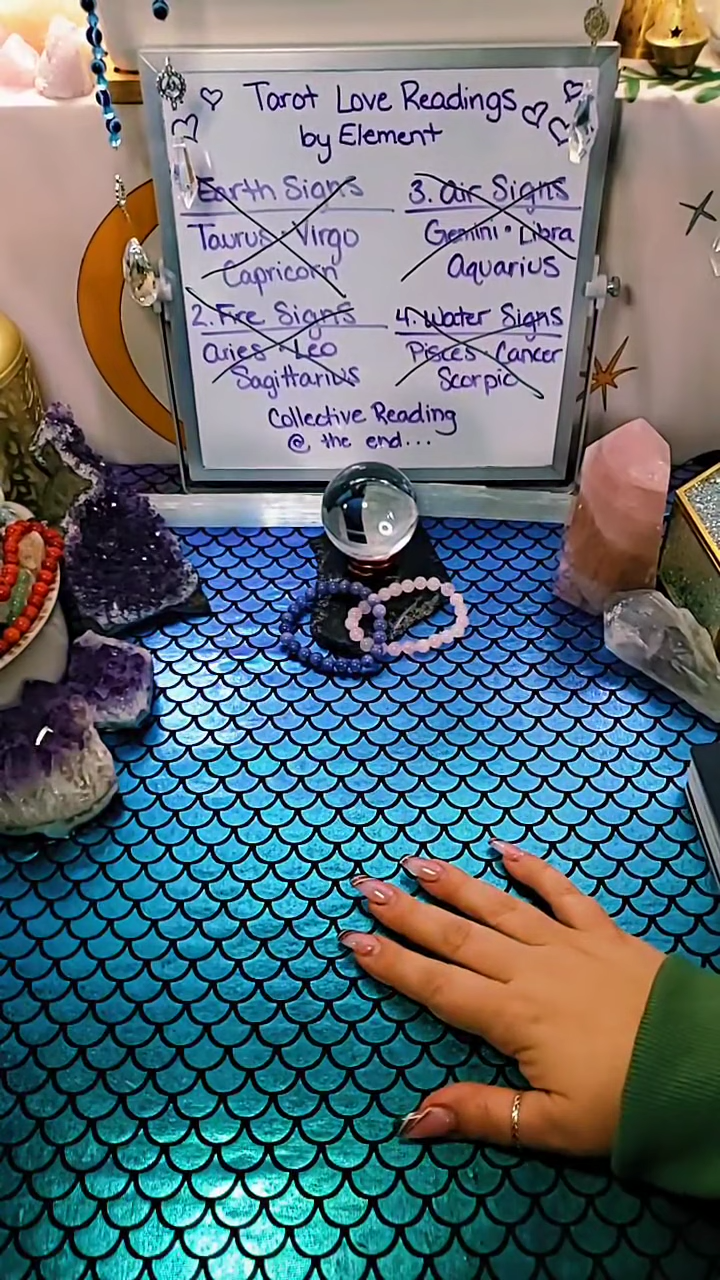 Tarot Love Readings
by Element
Earth Signs
Taurus · Virgo
Capricorn
2. Fire Signs
Aries · Leo
Sagittarius
3. Air Signs
Gemini · Libra
Aquarius
4. Water Signs
Pisces · Cancer
Scorpio
Collective Reading
@ the end...